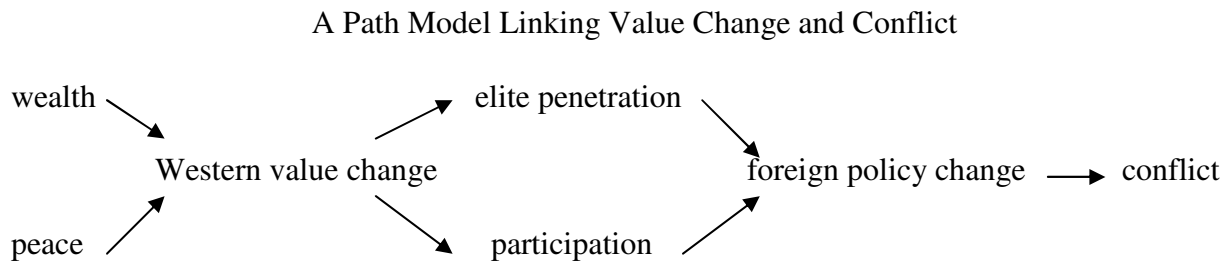 A Path Model Linking Value Change and Conflict
wealth elite penetration
Western value change foreign policy change conflict
peace participation